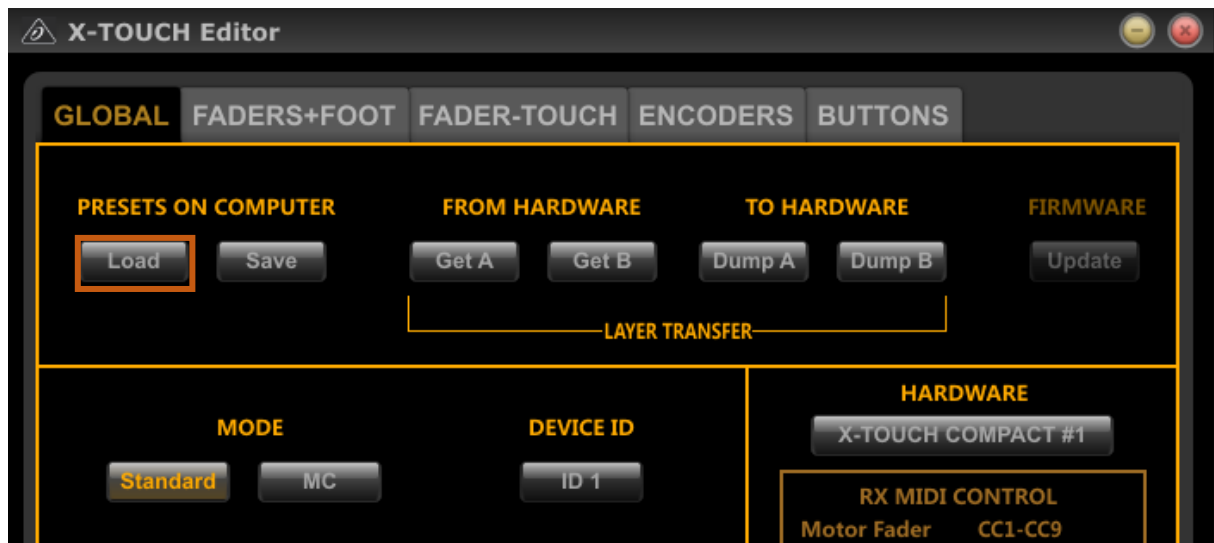 X-TOUCH Editor
GLOBAL FADERS+FOOT FADER-TOUCH ENCODERS BUTTONS
PRESETS ON COMPUTER FROM HARDWARE TO HARDWARE FIRMWARE
Load Save Get A Get B Dump A Dump B Update
LAYER TRANSFER
HARDWARE
MODE DEVICE ID X-TOUCH COMPACT #1
Standard MC ID 1
RX MIDI CONTROL
Motor Fader CC1-CC9